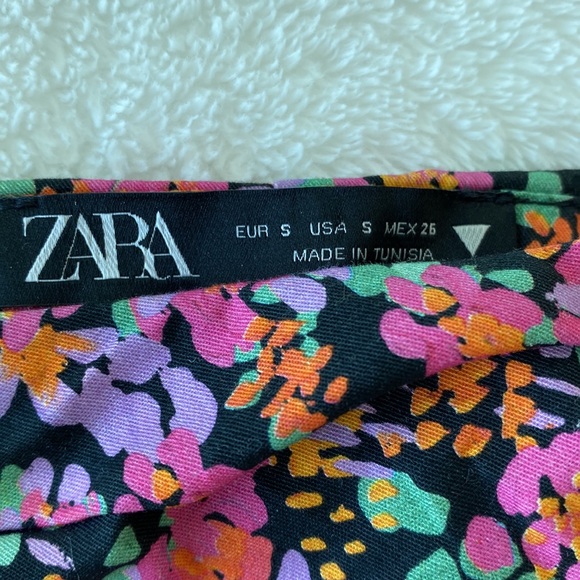 ZARA
EUR S USA S MEX 26
MADE IN TUNISIA